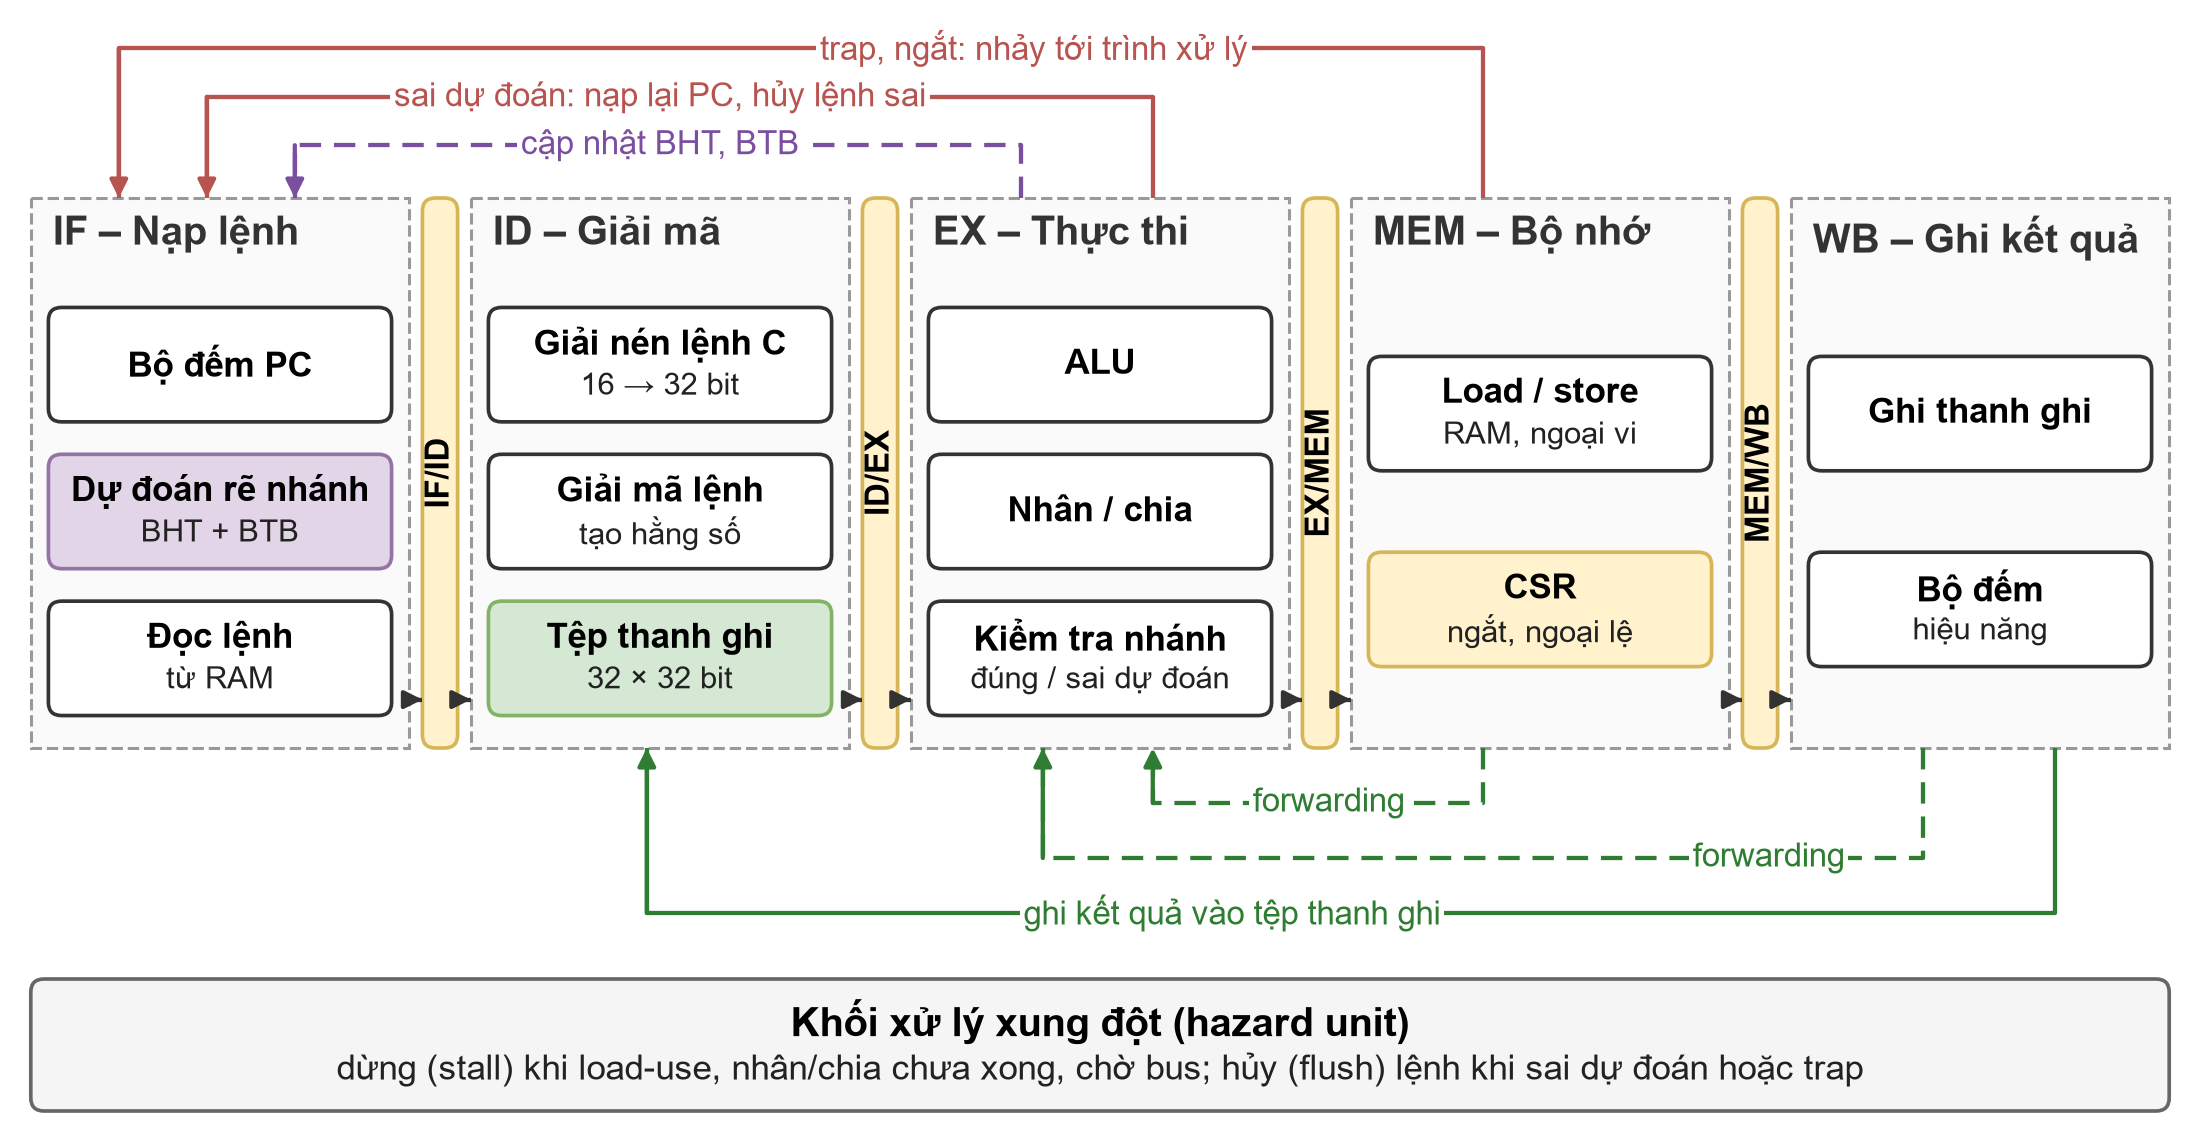 trap, ngắt: nhảy tới trình xử lý
sai dự đoán: nạp lại PC, hủy lệnh sai
cập nhật BHT, BTB
IF – Nạp lệnh
Bộ đếm PC
Dự đoán rẽ nhánh
BHT + BTB
Đọc lệnh
từ RAM
IF/ID
ID – Giải mã
Giải nén lệnh C
16 → 32 bit
Giải mã lệnh
tạo hằng số
Tệp thanh ghi
32 × 32 bit
ID/EX
EX – Thực thi
ALU
Nhân / chia
Kiểm tra nhánh
đúng / sai dự đoán
EX/MEM
MEM – Bộ nhớ
Load / store
RAM, ngoại vi
CSR
ngắt, ngoại lệ
MEM/WB
WB – Ghi kết quả
Ghi thanh ghi
Bộ đếm
hiệu năng
forwarding
forwarding
ghi kết quả vào tệp thanh ghi
Khối xử lý xung đột (hazard unit)
dừng (stall) khi load-use, nhân/chia chưa xong, chờ bus; hủy (flush) lệnh khi sai dự đoán hoặc trap